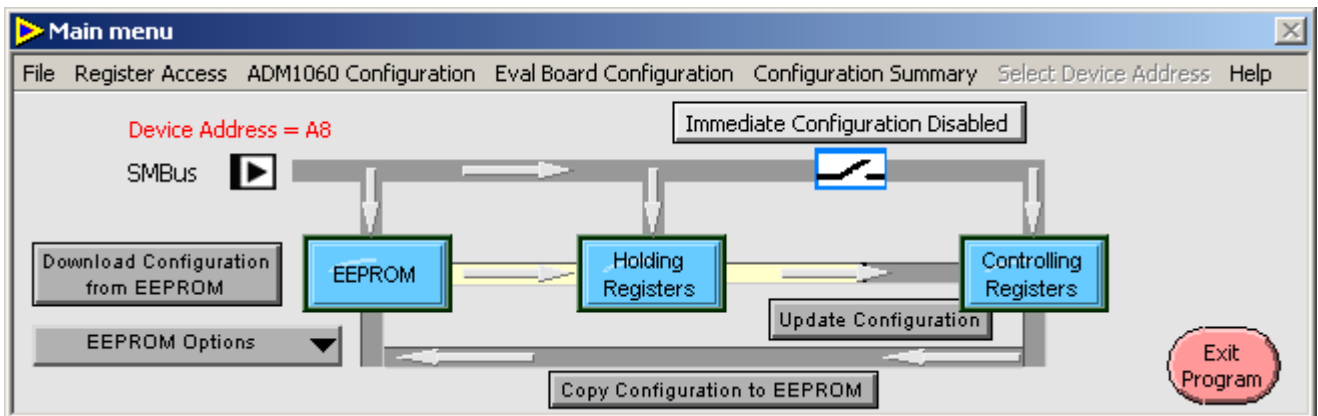 Main menu
File Register Access ADM1060 Configuration Eval Board Configuration Configuration Summary Select Device Address Help
Immediate Configuration Disabled
Device Address = A8
SMBus
Download Configuration
from EEPROM
EEPROM
Holding
Registers
Controlling
Registers
Update Configuration
EEPROM Options
Copy Configuration to EEPROM
Exit
Program